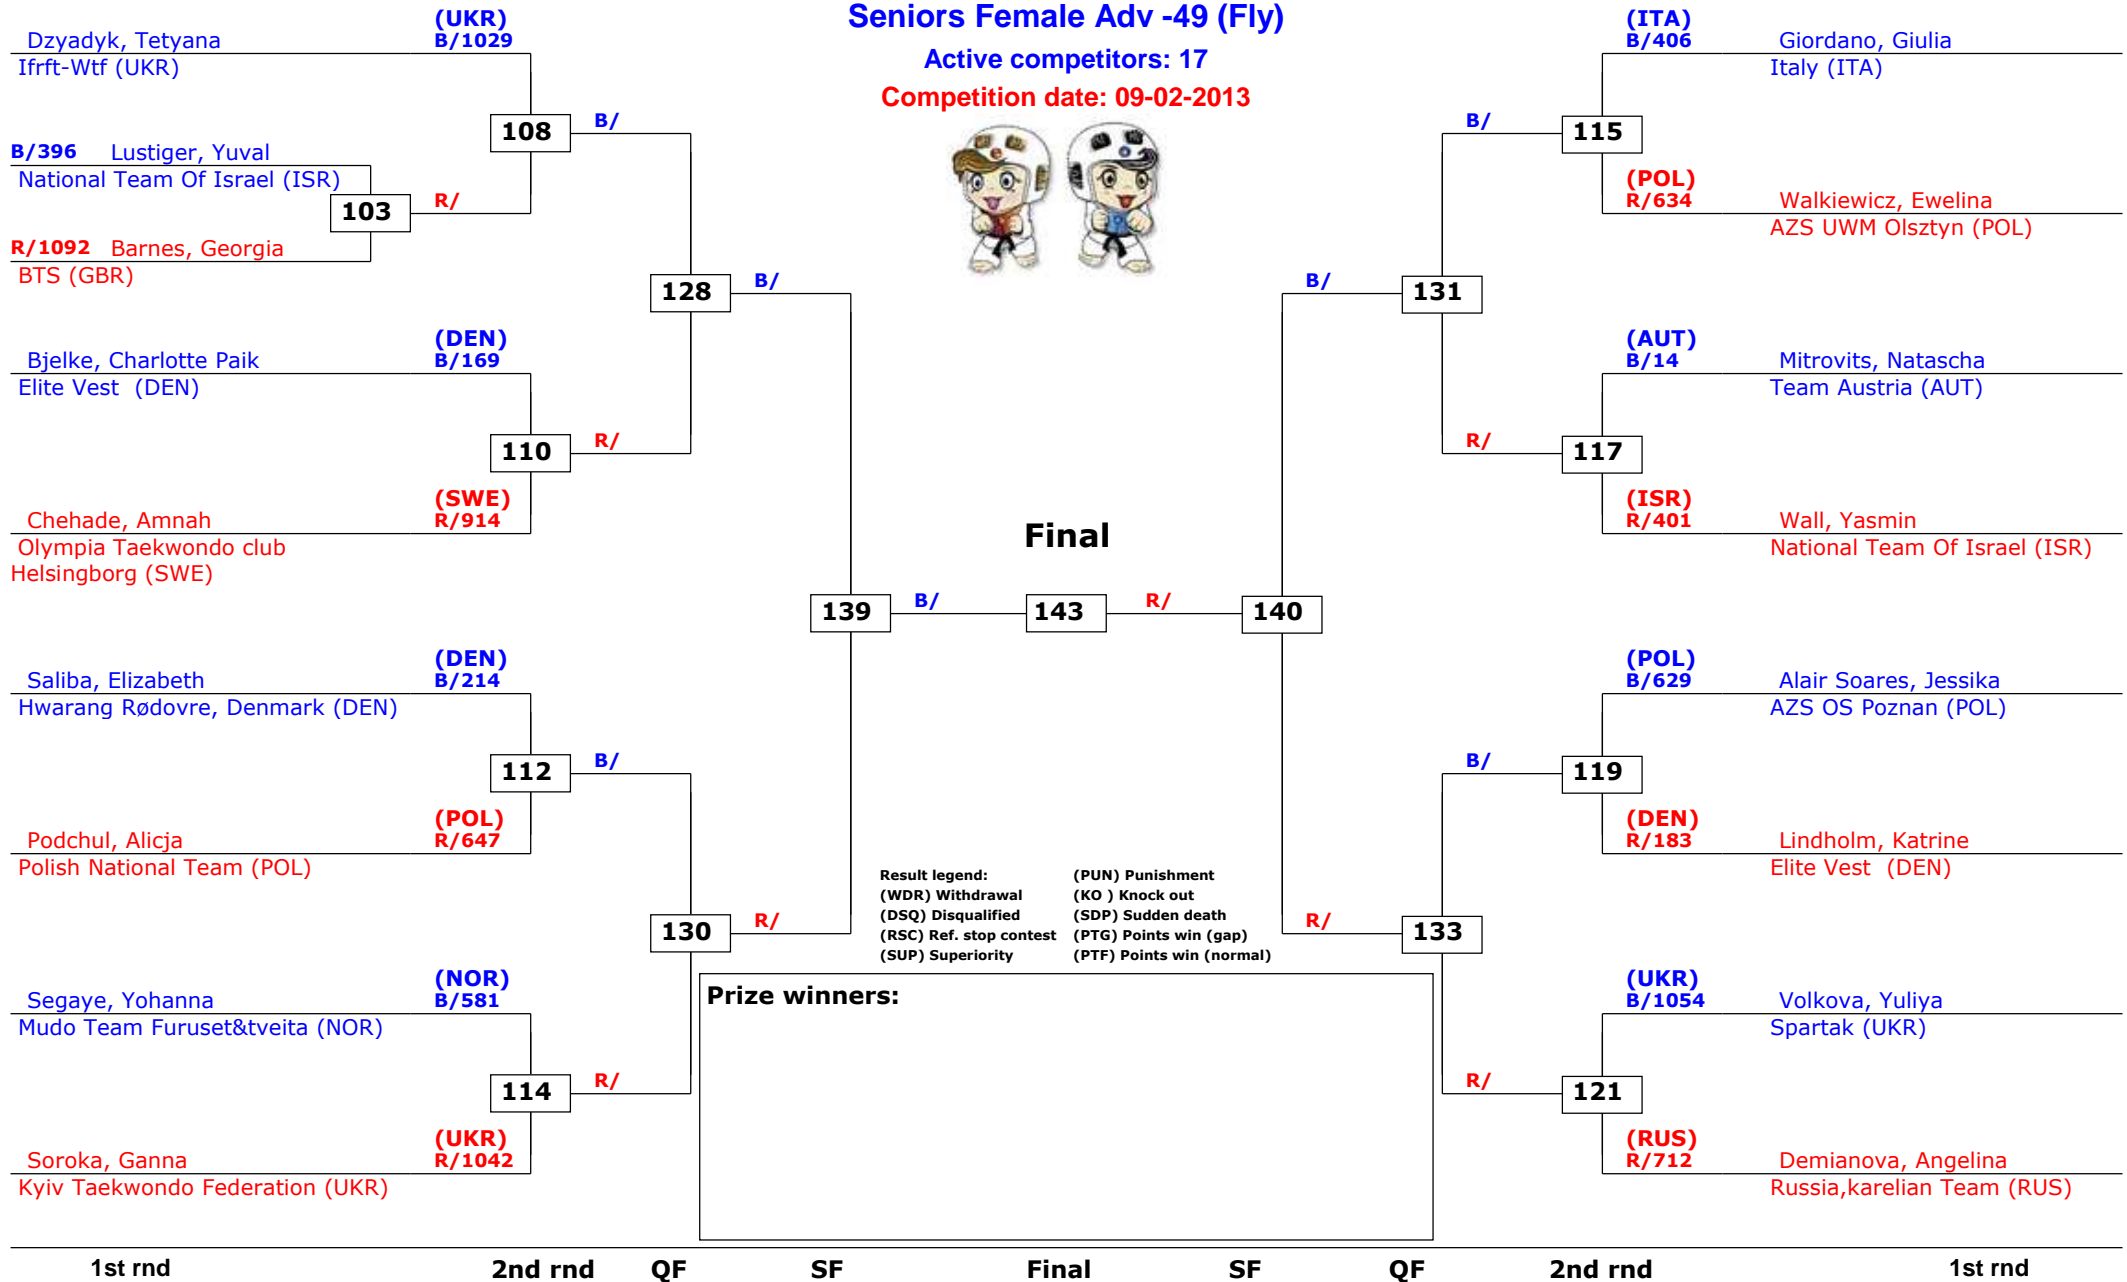 Seniors Female Adv -49 (Fly)
Active competitors: 17
Competition date: 09-02-2013
(UKR)
Dzyadyk, Tetyana B/1029
Ifrft-Wtf (UKR)
108 B/
B/396 Lustiger, Yuval
National Team Of Israel (ISR)
103 R/
R/1092 Barnes, Georgia
BTS (GBR)
128 B/
(DEN)
Bjelke, Charlotte Paik B/169
Elite Vest (DEN)
110 R/
(SWE)
Chehade, Amnah R/914
Olympia Taekwondo club
Helsingborg (SWE)
139 B/
(DEN)
Saliba, Elizabeth B/214
Hwarang Rødovre, Denmark (DEN)
112 B/
(POL)
Podchul, Alicja R/647
Polish National Team (POL)
130 R/
(NOR)
Segaye, Yohanna B/581
Mudo Team Furuset&tveita (NOR)
114 R/
(UKR)
Soroka, Ganna R/1042
Kyiv Taekwondo Federation (UKR)
Final
143
(ITA)
B/406 Giordano, Giulia
Italy (ITA)
B/ 115
(POL)
R/634 Walkiewicz, Ewelina
AZS UWM Olsztyn (POL)
B/ 131
(AUT)
B/14 Mitrovits, Natascha
Team Austria (AUT)
R/ 117
(ISR)
R/401 Wall, Yasmin
National Team Of Israel (ISR)
R/ 140
(POL)
B/629 Alair Soares, Jessika
AZS OS Poznan (POL)
B/ 119
(DEN)
R/183 Lindholm, Katrine
Elite Vest (DEN)
R/ 133
(UKR)
B/1054 Volkova, Yuliya
Spartak (UKR)
R/ 121
(RUS)
R/712 Demianova, Angelina
Russia,karelian Team (RUS)
Result legend: (PUN) Punishment
(WDR) Withdrawal (KO ) Knock out
(DSQ) Disqualified (SDP) Sudden death
(RSC) Ref. stop contest (PTG) Points win (gap)
(SUP) Superiority (PTF) Points win (normal)
Prize winners:
1st rnd 2nd rnd QF SF Final SF QF 2nd rnd 1st rnd